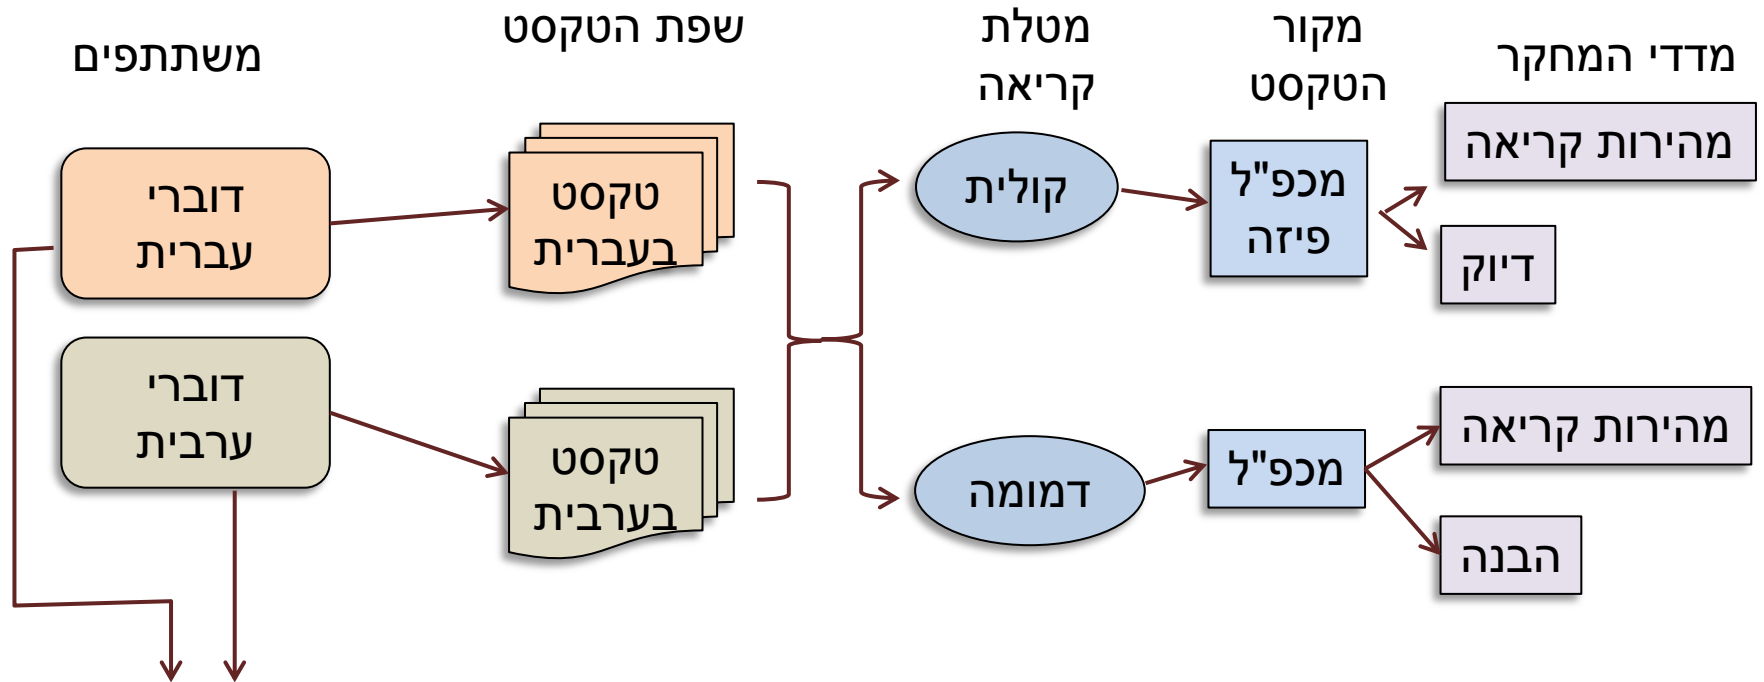 משתתפים
שפת הטקסט
מטלת
קריאה
מקור
הטקסט
מדדי המחקר
דוברי
עברית
טקסט
בעברית
קולית
מכפ"ל
פיזה
מהירות קריאה
דיוק
דוברי
ערבית
טקסט
בערבית
דמומה
מכפ"ל
מהירות קריאה
הבנה